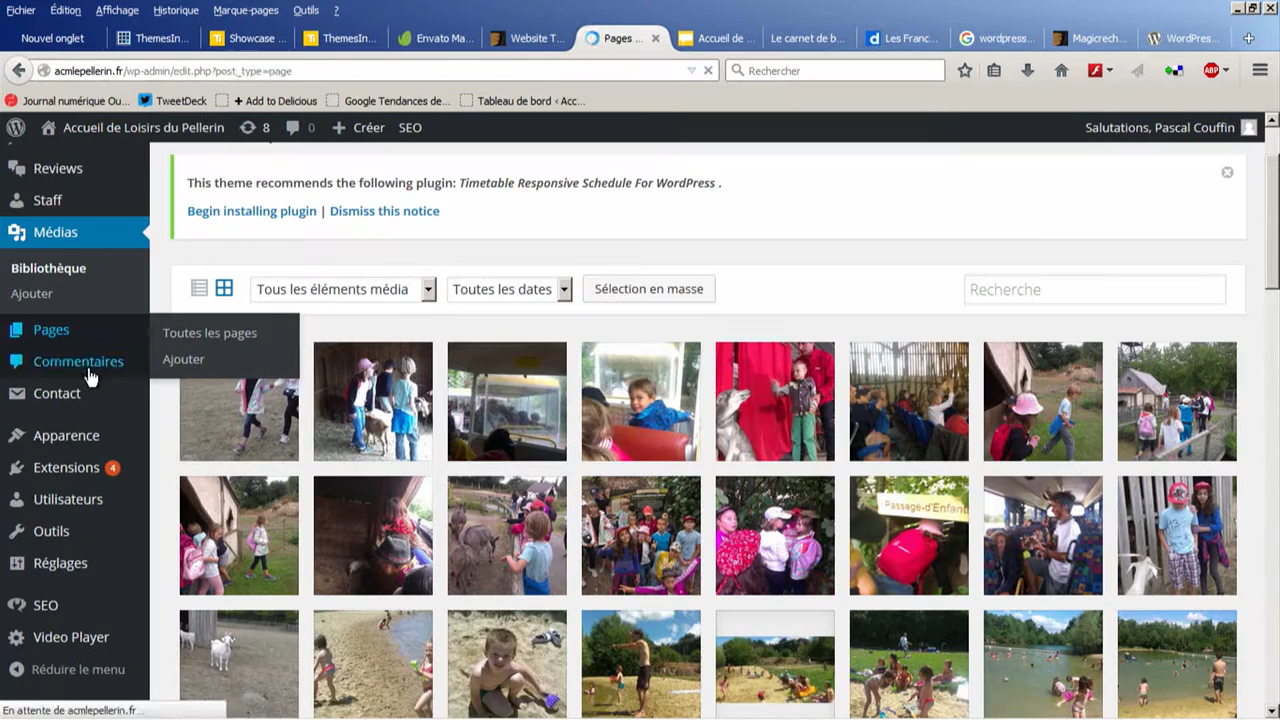 Fichier Édition Affichage Historique Marque-pages Outils ?
Nouvel onglet ThemesIn... Showcase ... ThemesIn... Envato Ma... Website T... Pages ... Accueil de ... Le carnet de b... Les Franc... wordpress... Magicrech... WordPres...
acmlepellerin.fr/wp-admin/edit.php?post_type=page Rechercher ABP
Journal numérique Ou... TweetDeck + Add to Delicious Google Tendances de... Tableau de bord ‹ Acc...
Accueil de Loisirs du Pellerin 8 0 Créer SEO Salutations, Pascal Couffin
Reviews
Staff
Médias
Bibliothèque
Ajouter
Pages
Commentaires
Contact
Apparence
Extensions 4
Utilisateurs
Outils
Réglages
SEO
Video Player
Réduire le menu
Toutes les pages
Ajouter
This theme recommends the following plugin: Timetable Responsive Schedule For WordPress .
Begin installing plugin | Dismiss this notice
Tous les éléments média Toutes les dates Sélection en masse Recherche
Passage-d'Enfant
En attente de acmlepellerin.fr...